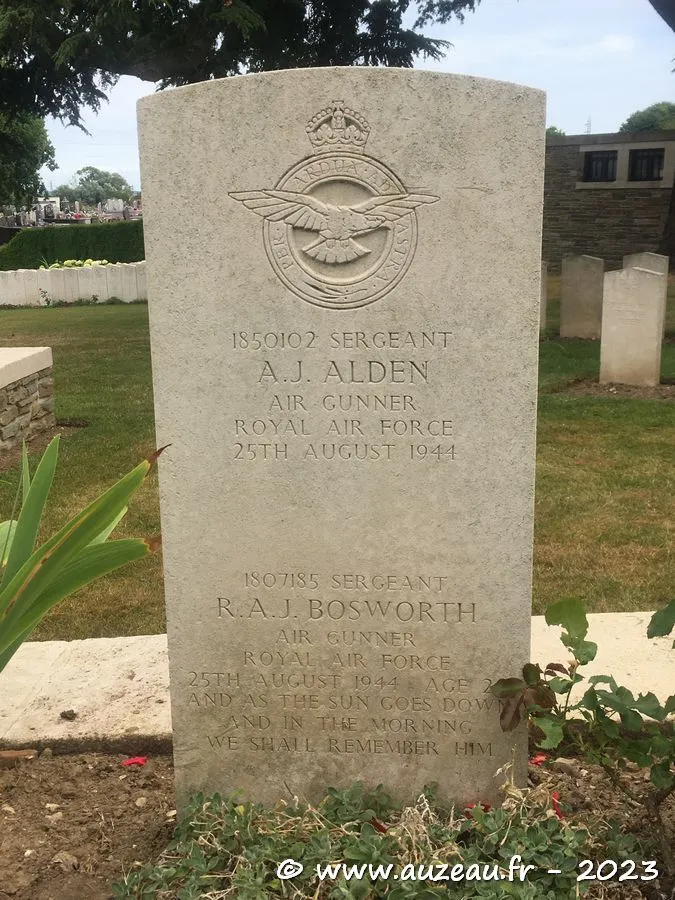 PER ARDUA AD ASTRA
1850102 SERGEANT
A.J. ALDEN
AIR GUNNER
ROYAL AIR FORCE
25TH AUGUST 1944
1807185 SERGEANT
R.A.J. BOSWORTH
AIR GUNNER
ROYAL AIR FORCE
25TH AUGUST 1944 AGE
AND AS THE SUN GOES DOWN
AND IN THE MORNING
WE SHALL REMEMBER HIM
© www.auzeau.fr - 2023